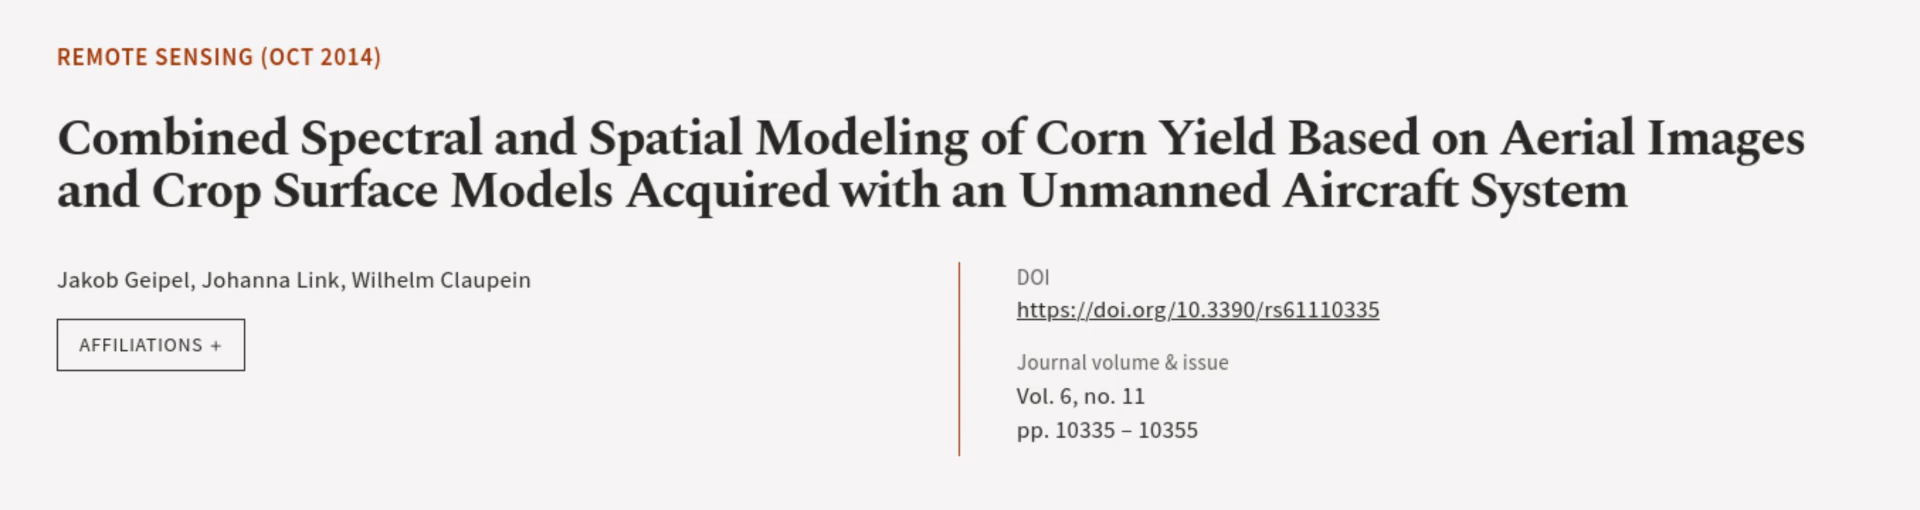 REMOTE SENSING (OCT 2014)
Combined Spectral and Spatial Modeling of Corn Yield Based on Aerial Images
and Crop Surface Models Acquired with an Unmanned Aircraft System
Jakob Geipel, Johanna Link, Wilhelm Claupein
AFFILIATIONS +
DOI
https://doi.org/10.3390/rs61110335
Journal volume & issue
Vol. 6, no. 11
pp. 10335 – 10355